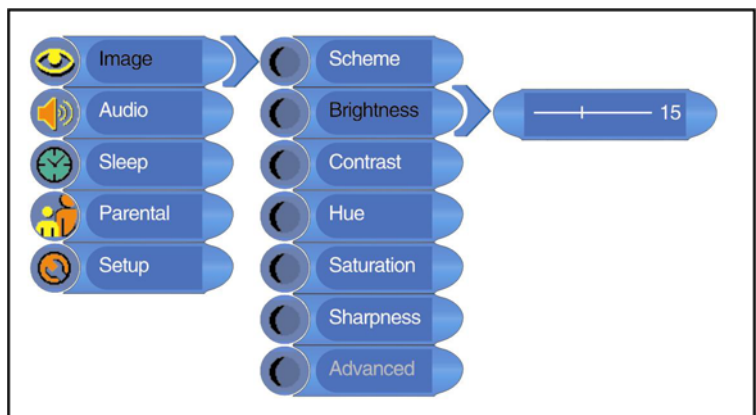 Image
Audio
Sleep
Parental
Setup
Scheme
Brightness
Contrast
Hue
Saturation
Sharpness
Advanced
15